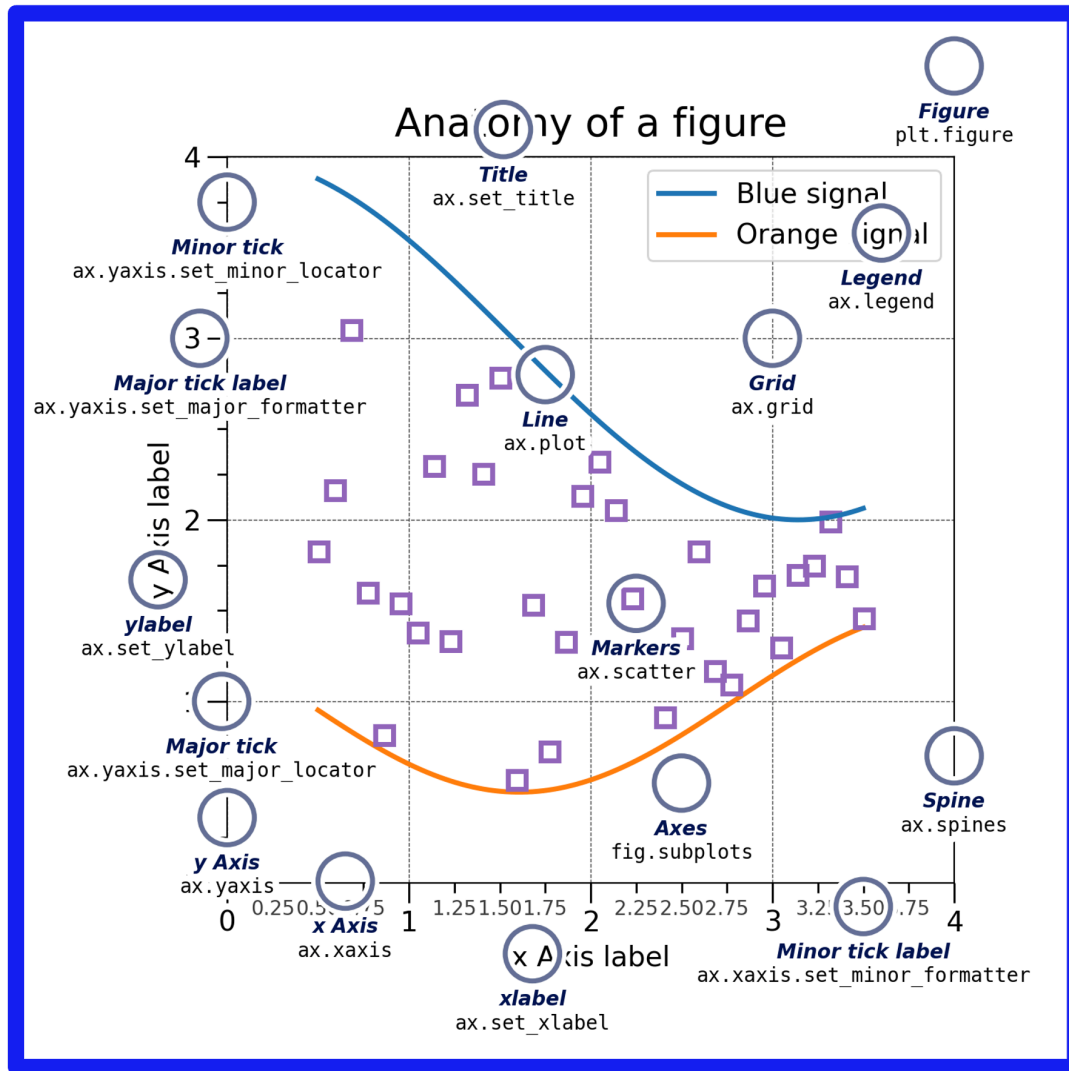 Figure
plt.figure
Anatomy of a figure
Title
ax.set_title
4
Blue signal
Orange signal
Legend
ax.legend
Minor tick
ax.yaxis.set_minor_locator
3
Major tick label
ax.yaxis.set_major_formatter
Grid
ax.grid
Line
ax.plot
y Axis label
2
ylabel
ax.set_ylabel
Markers
ax.scatter
Major tick
ax.yaxis.set_major_locator
Spine
ax.spines
Axes
fig.subplots
y Axis
ax.yaxis
0.25 0.5 75 1.25 1.50 1.75 2.25 2.50 2.75 3.2 3.50 .75
0 1 2 3 4
x Axis
ax.xaxis
x Axis label
Minor tick label
ax.xaxis.set_minor_formatter
xlabel
ax.set_xlabel